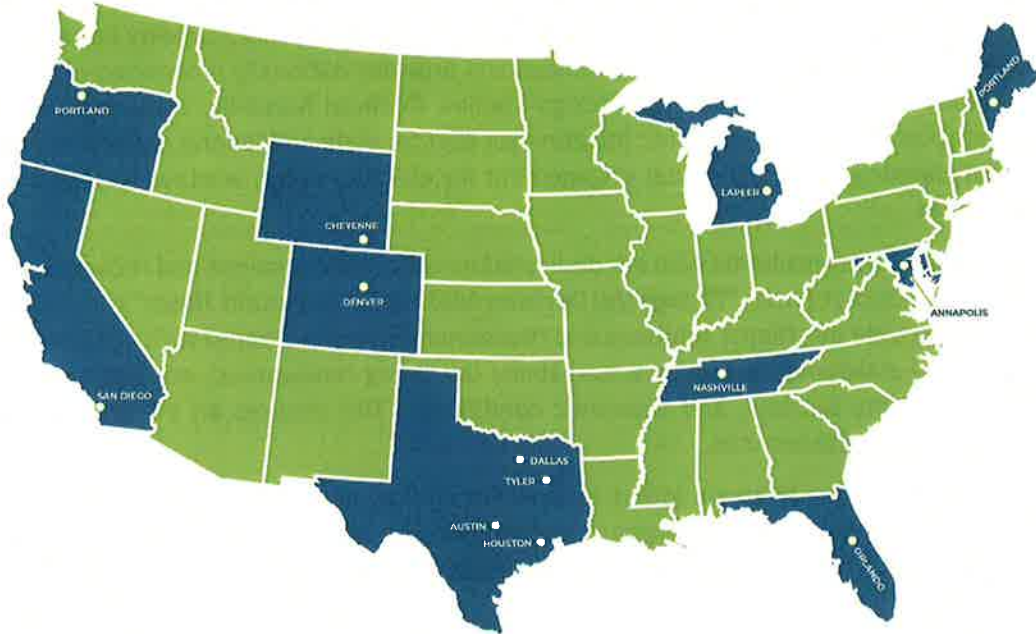 PORTLAND
PORTLAND
LAPEER
CHEYENNE
DENVER
ANNAPOLIS
NASHVILLE
SAN DIEGO
DALLAS
TYLER
AUSTIN
HOUSTON
ORLANDO